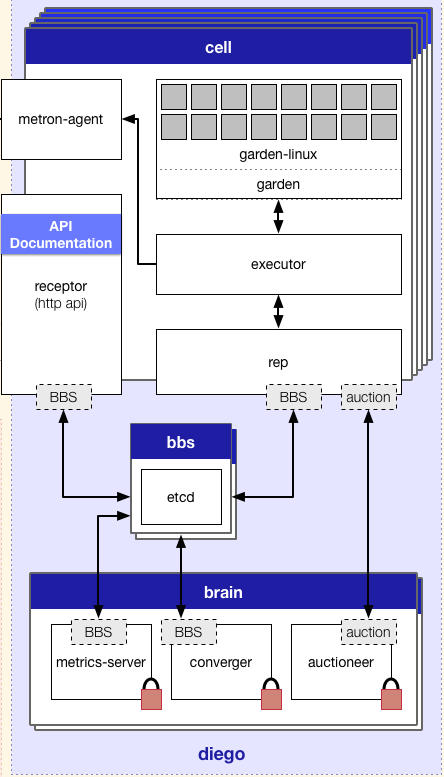 cell
metron-agent
garden-linux
garden
API
Documentation
receptor
(http api)
executor
rep
BBS
BBS
auction
bbs
etcd
brain
BBS
BBS
auction
metrics-server
converger
auctioneer
diego